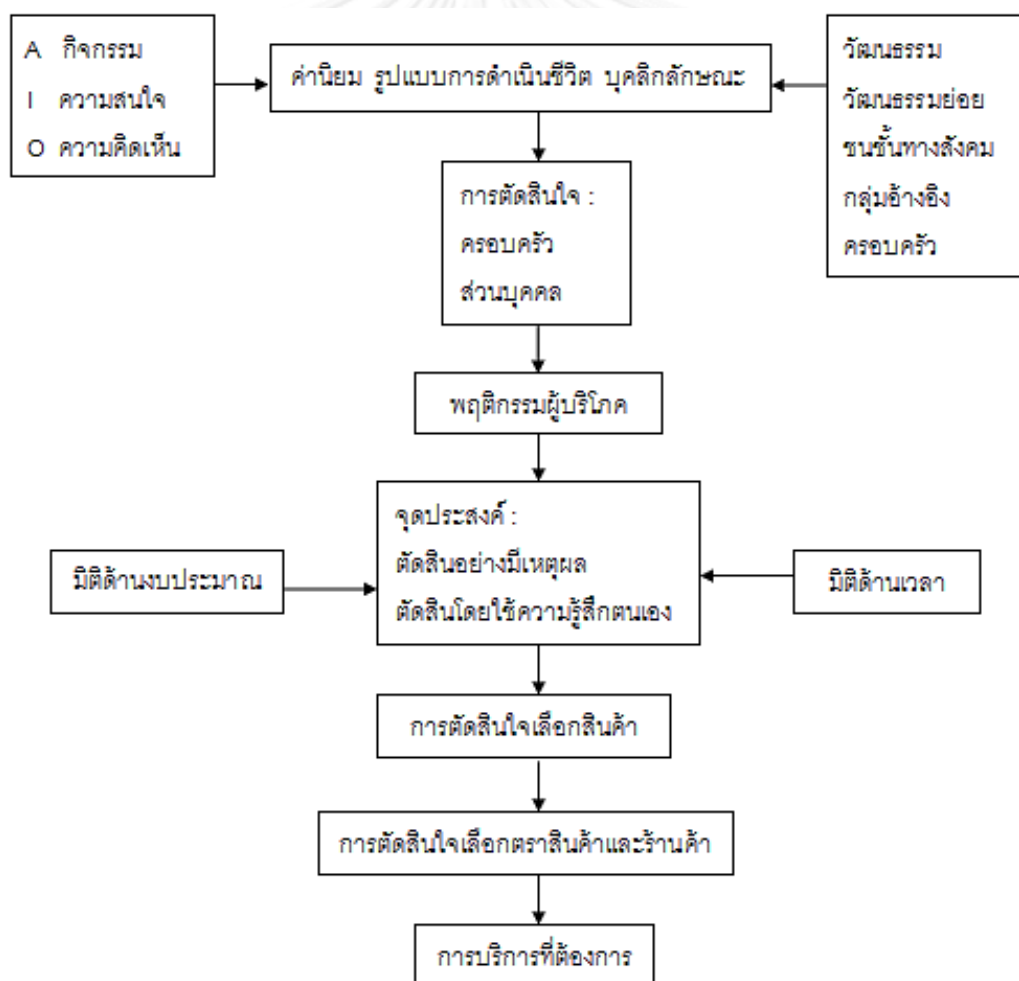 A กิจกรรม
I ความสนใจ
O ความคิดเห็น
ค่านิยม รูปแบบการดำเนินชีวิต บุคลิกลักษณะ
วัฒนธรรม
วัฒนธรรมย่อย
ชนชั้นทางสังคม
กลุ่มอ้างอิง
ครอบครัว
การตัดสินใจ :
ครอบครัว
ส่วนบุคคล
พฤติกรรมผู้บริโภค
จุดประสงค์ :
ตัดสินอย่างมีเหตุผล
ตัดสินโดยใช้ความรู้สึกตนเอง
มิติด้านงบประมาณ
มิติด้านเวลา
การตัดสินใจเลือกสินค้า
การตัดสินใจเลือกตราสินค้าและร้านค้า
การบริการที่ต้องการ